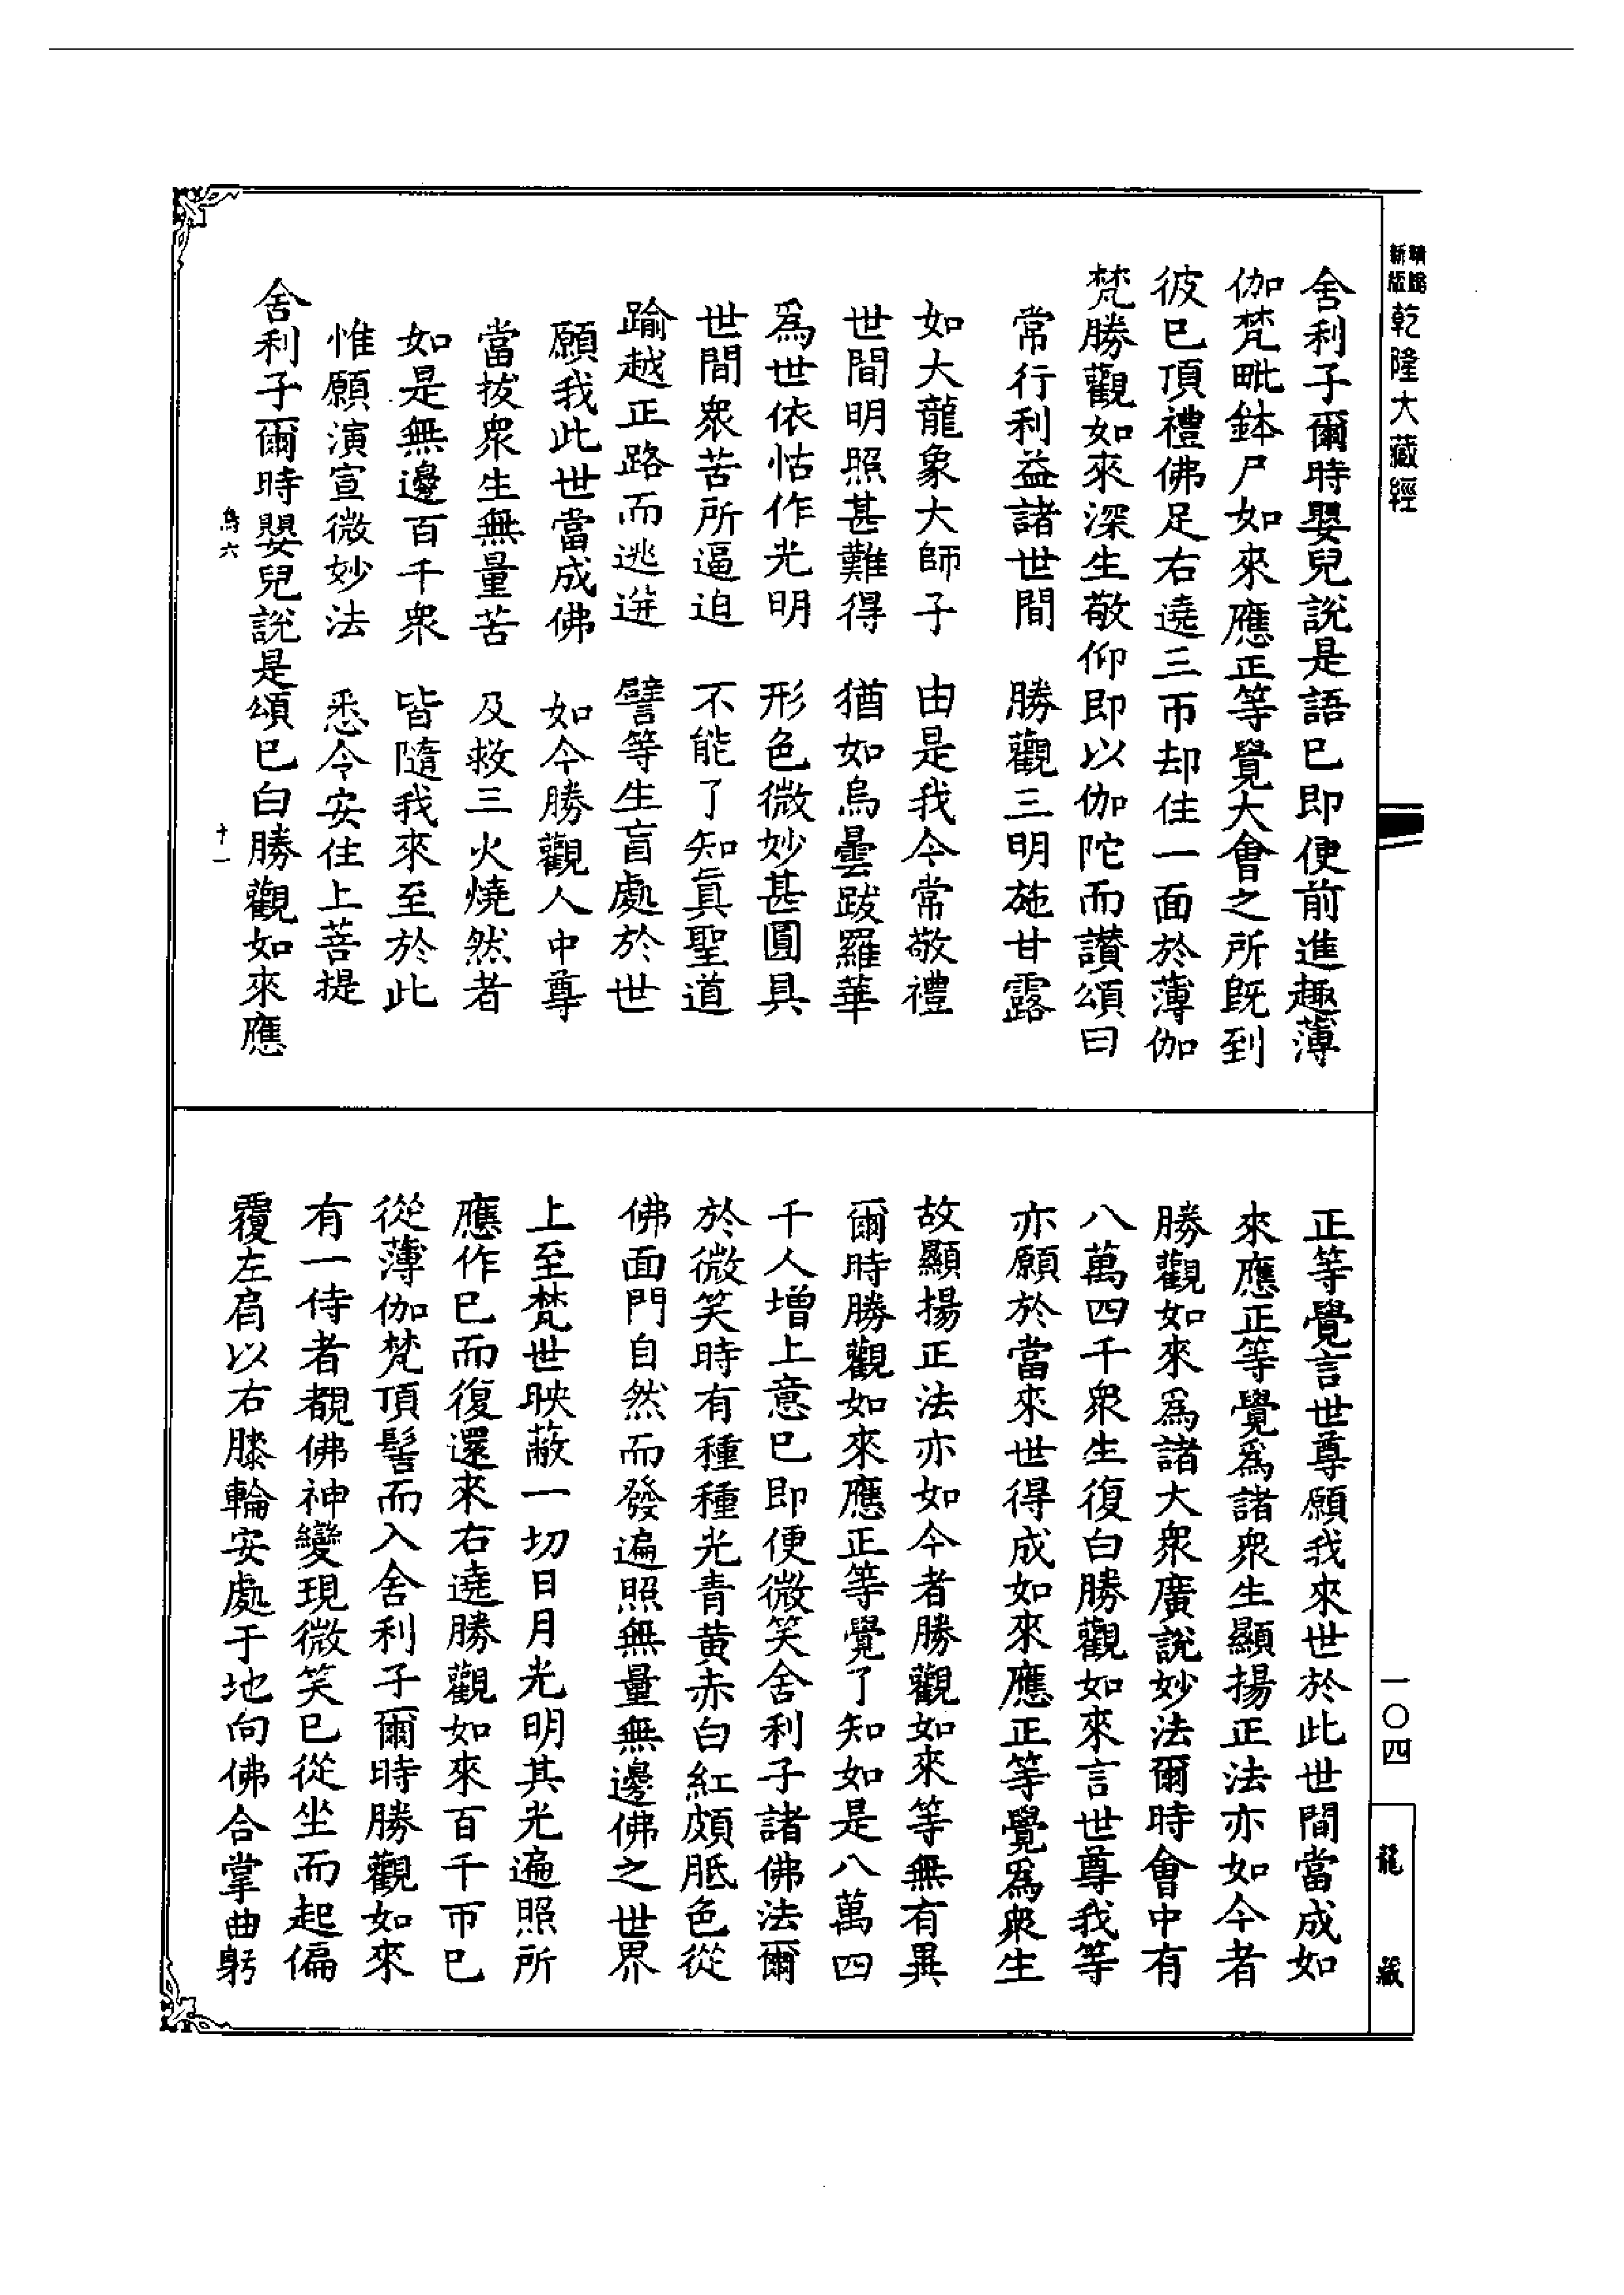 新版
乾隆大藏經
舍利子爾時嬰兒說是語已即便前進趣薄
伽梵毗鉢尸如來應正等覺大會之所既到
彼已頂禮佛足右遶三帀却住一面於薄伽
梵勝觀如來深生敬仰即以伽陀而讚頌曰
常行利益諸世間　勝觀三明施甘露
如大龍象大師子　由是我今常敬禮
世間明照甚難得　猶如烏曇跋羅華
爲世依怙作光明　形色微妙甚圓具
世間衆苦所逼迫　不能了知真聖道
踰越正路而逃迸　譬等生盲處於世
願我此世當成佛　如今勝觀人中尊
當拔衆生無量苦　及救三火燒然者
如是無邊百千衆　皆隨我來至於此
惟願演宣微妙法　悉令安住上菩提
舍利子爾時嬰兒說是頌已白勝觀如來應
六　十一
正等覺言世尊願我來世於此世間當成如
來應正等覺爲諸衆生顯揚正法亦如今者
勝觀如來爲諸大衆廣說妙法爾時會中有
八萬四千衆生復白勝觀如來言世尊我等
亦願於當來世得成如來應正等覺爲衆生
故顯揚正法亦如今者勝觀如來等無有異
爾時勝觀如來應正等覺了知如是八萬四
千人增上意已即便微笑舍利子諸佛法爾
於微笑時有種種光青黃赤白紅頗胝色從
佛面門自然而發遍照無量無邊佛之世界
上至梵世映蔽一切日月光明其光遍照所
應作已而復還來右遶勝觀如來百千帀已
從薄伽梵頂髻而入舍利子爾時勝觀如來
有一侍者覩佛神變現微笑已從坐而起偏
覆左肩以右膝輪安處于地向佛合掌曲躬
一〇四
龍藏